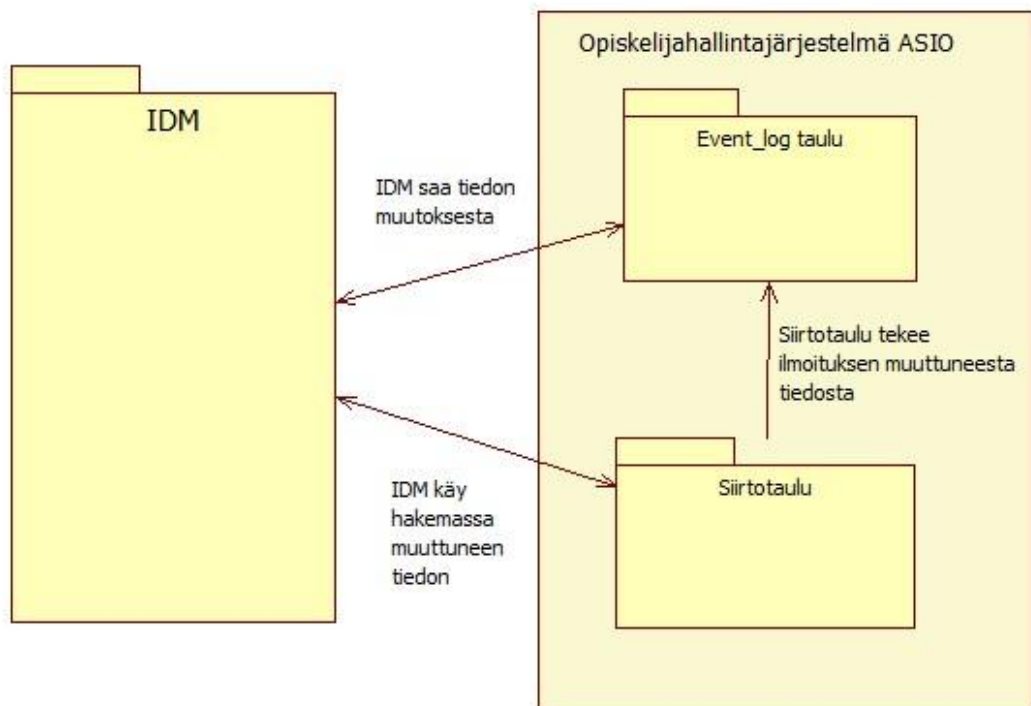 Opiskelijahallintajärjestelmä ASIO
IDM
Event_log taulu
IDM saa tiedon
muutoksesta
Siirtotaulu tekee
ilmoituksen muuttuneesta
tiedosta
Siirtotaulu
IDM käy
hakemassa
muuttuneen
tiedon